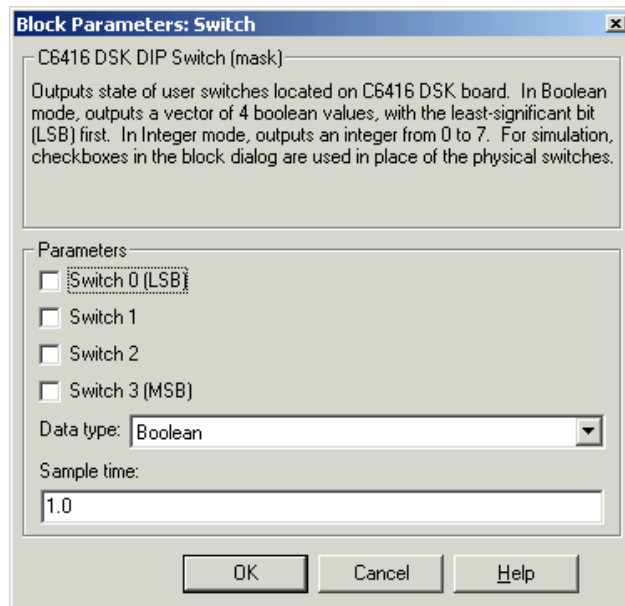 Block Parameters: Switch
C6416 DSK DIP Switch (mask)
Outputs state of user switches located on C6416 DSK board. In Boolean
mode, outputs a vector of 4 boolean values, with the least-significant bit
(LSB) first. In Integer mode, outputs an integer from 0 to 7. For simulation,
checkboxes in the block dialog are used in place of the physical switches.
Parameters
Switch 0 (LSB)
Switch 1
Switch 2
Switch 3 (MSB)
Data type: Boolean
Sample time:
1.0
OK Cancel Help